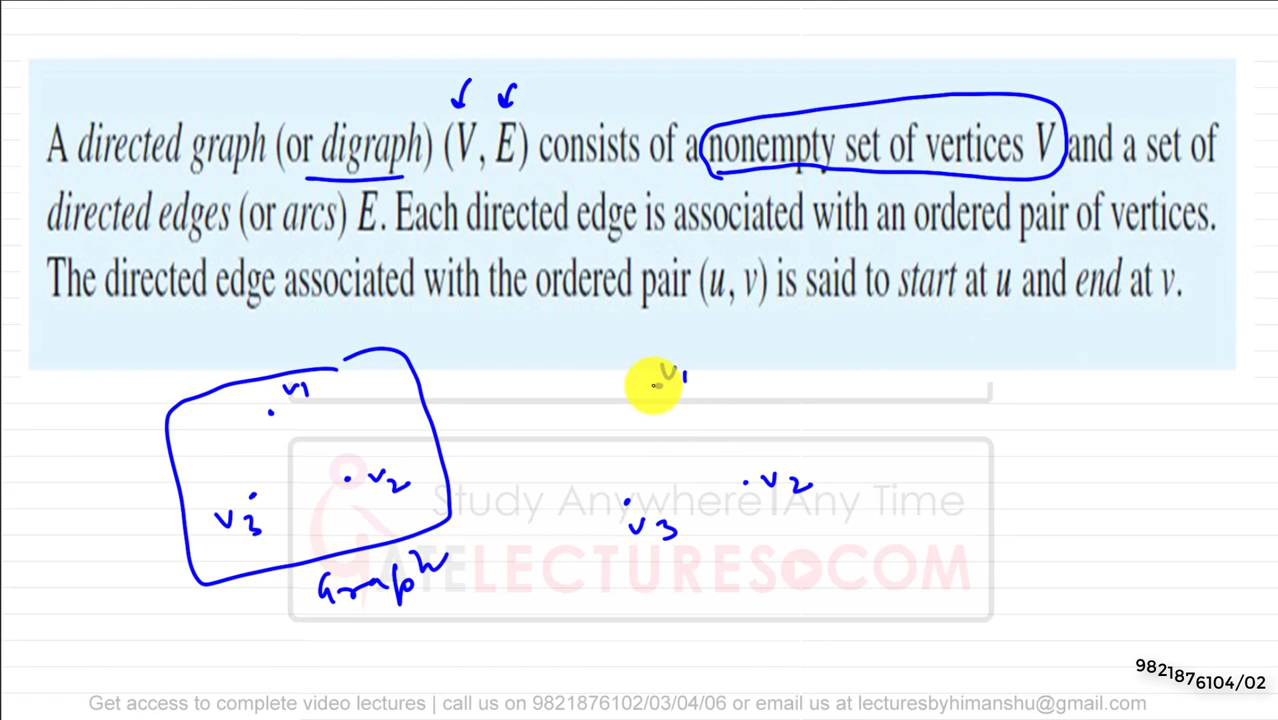 A directed graph (or digraph) (V, E) consists of a nonempty set of vertices V and a set of
directed edges (or arcs) E. Each directed edge is associated with an ordered pair of vertices.
The directed edge associated with the ordered pair (u, v) is said to start at u and end at v.
v1
v1
v2
v2
v3
v3
Study Anywhere Any Time
GATELECTURES.COM
Graph
9821876104/02
Get access to complete video lectures | call us on 9821876102/03/04/06 or email us at lecturesbyhimanshu@gmail.com